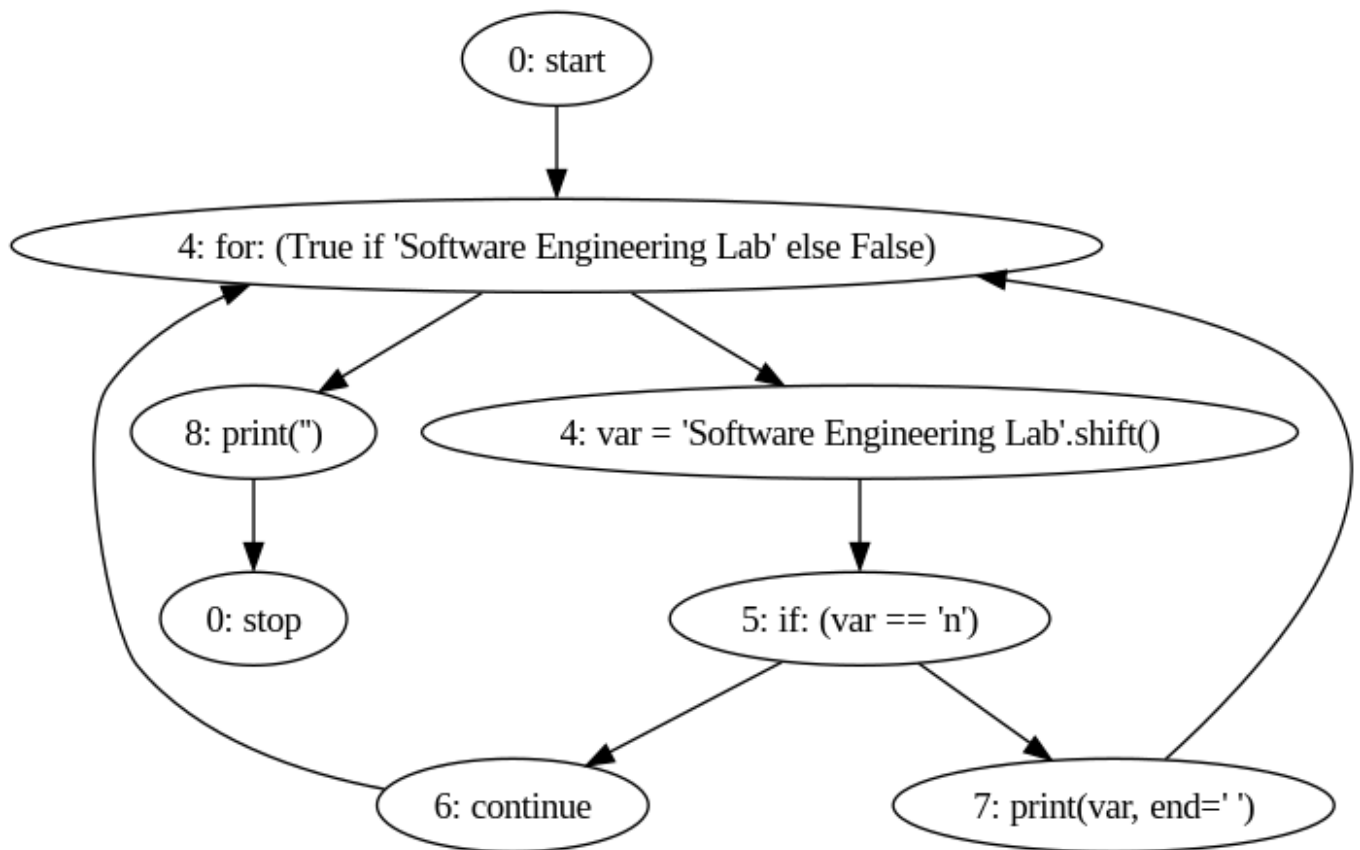 0: start
4: for: (True if 'Software Engineering Lab' else False)
8: print('')
4: var = 'Software Engineering Lab'.shift()
0: stop
5: if: (var == 'n')
6: continue
7: print(var, end=' ')